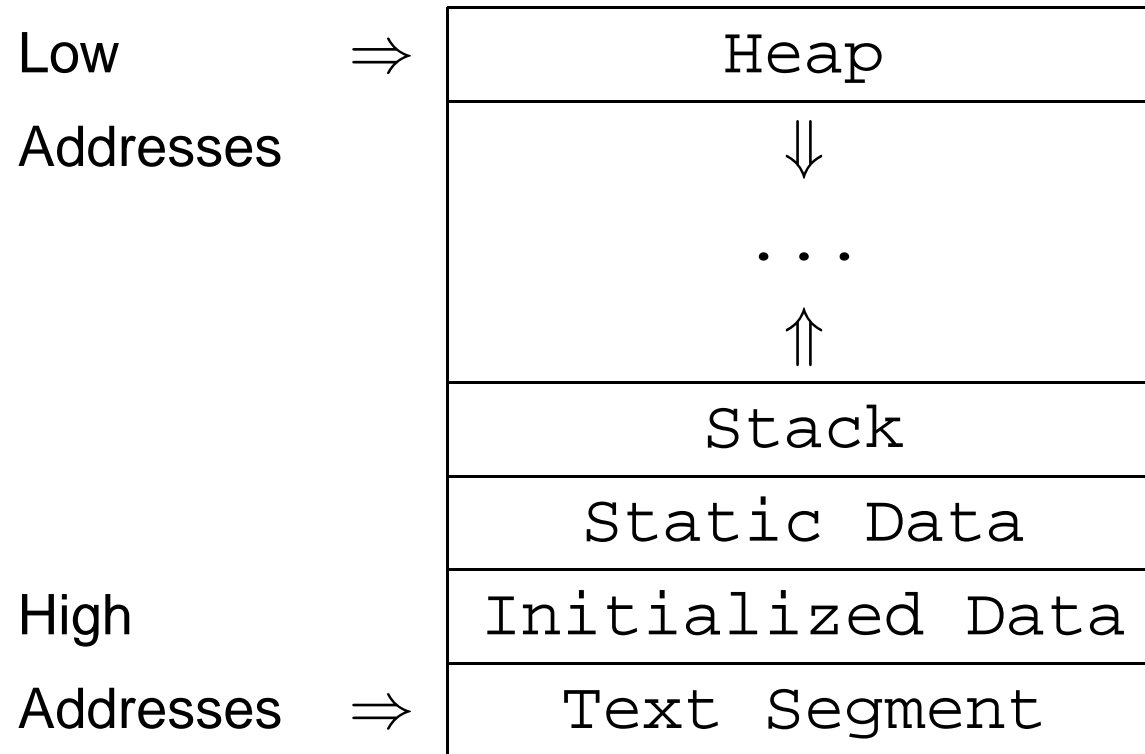 Low ⇒ Heap
Addresses ⇓
...
⇑
Stack
Static Data
High Initialized Data
Addresses ⇒ Text Segment